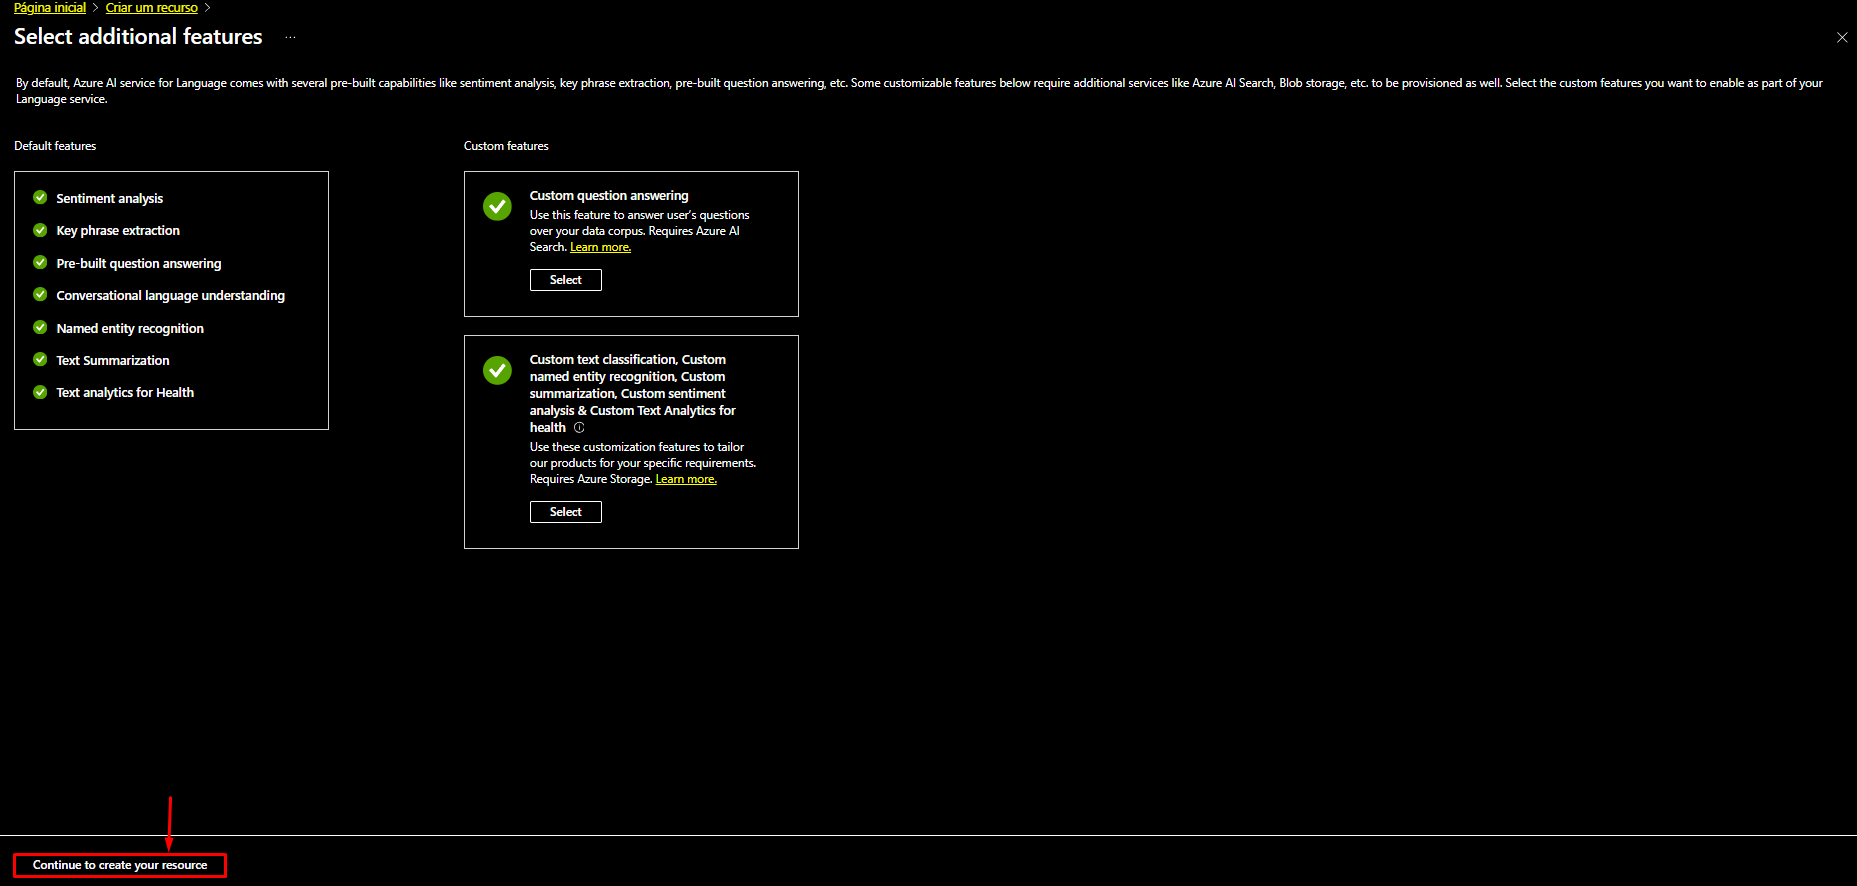 Página inicial > Criar um recurso >
Select additional features ...
By default, Azure AI service for Language comes with several pre-built capabilities like sentiment analysis, key phrase extraction, pre-built question answering, etc. Some customizable features below require additional services like Azure AI Search, Blob storage, etc. to be provisioned as well. Select the custom features you want to enable as part of your
Language service.
Default features
Sentiment analysis
Key phrase extraction
Pre-built question answering
Conversational language understanding
Named entity recognition
Text Summarization
Text analytics for Health
Custom features
Custom question answering
Use this feature to answer user's questions
over your data corpus. Requires Azure AI
Search. Learn more.
Select
Custom text classification, Custom
named entity recognition, Custom
summarization, Custom sentiment
analysis & Custom Text Analytics for
health
Use these customization features to tailor
our products for your specific requirements.
Requires Azure Storage. Learn more.
Select
Continue to create your resource